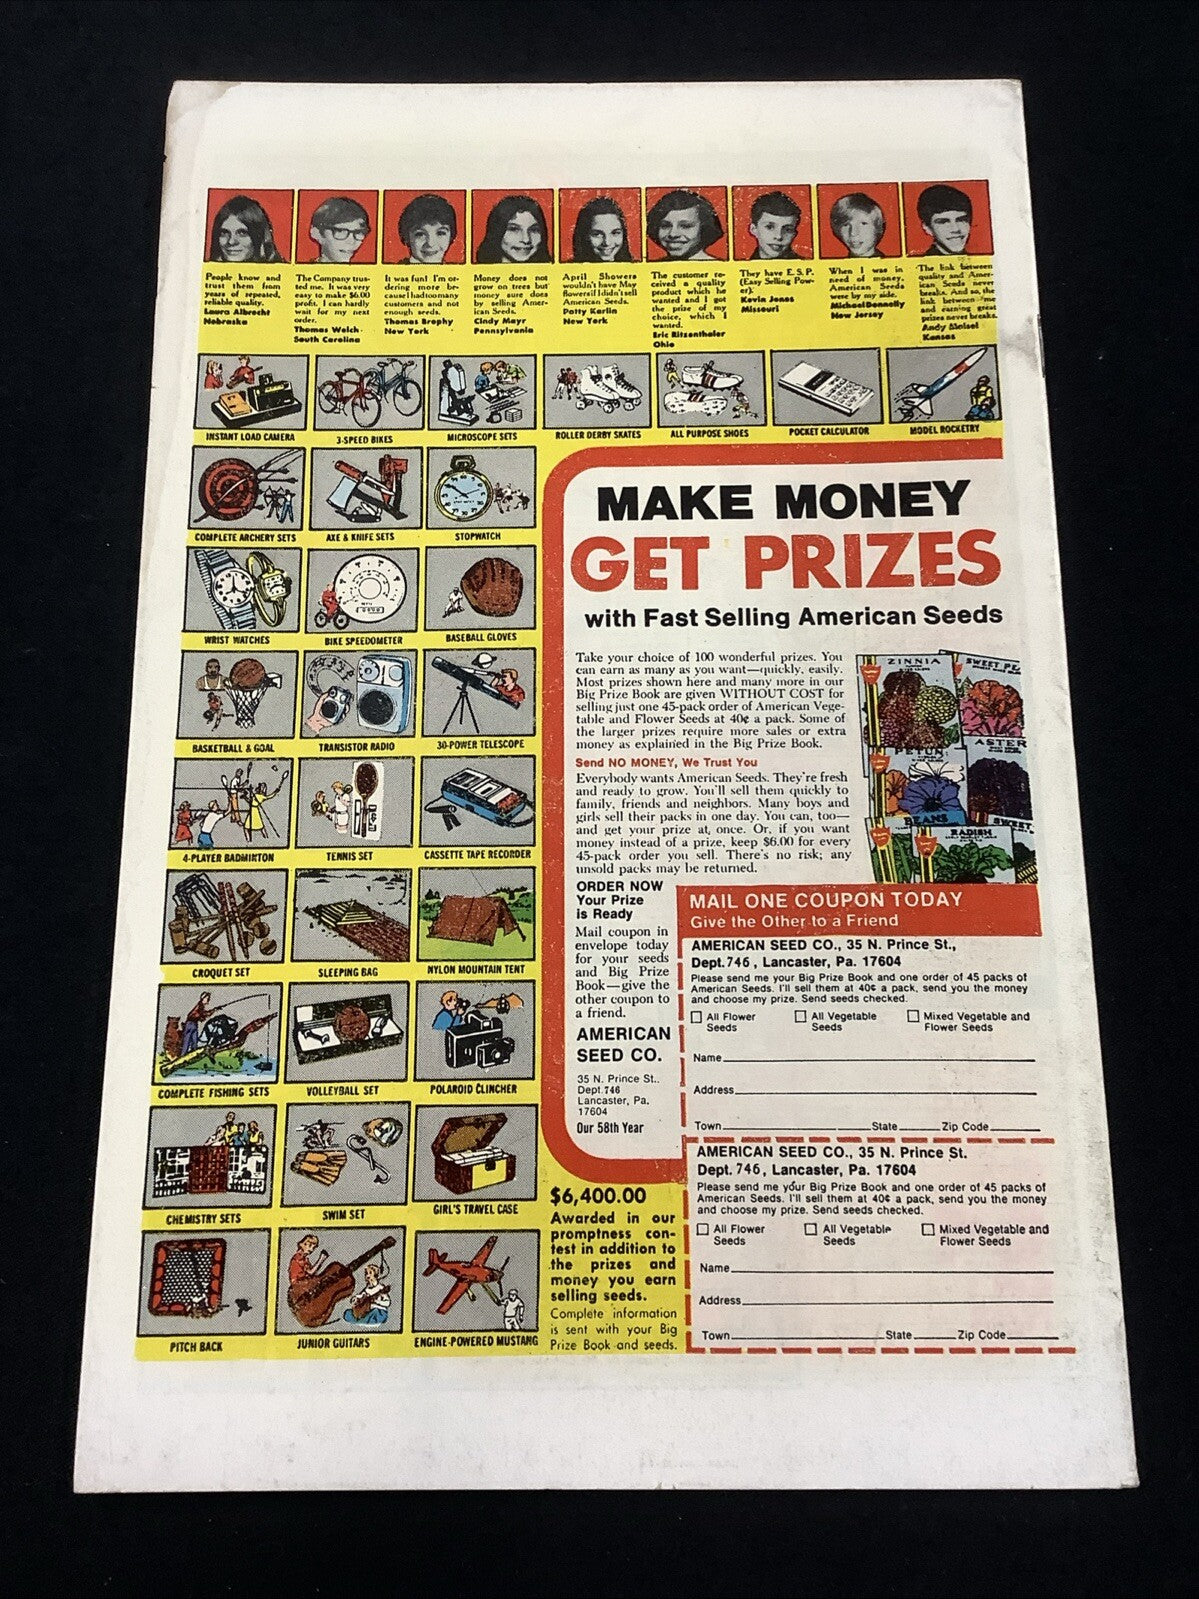 People know and
trust them from
years of repeated,
reliable quality.
Laura Albrecht
Nebraska
The Company trus-
ted me. It was very
easy to make $6.00
profit. I can hardly
wait for my next
order.
Thomas Welch
South Carolina
It was fun! I'm or-
dering more be-
cause I had too many
customers and not
enough seeds.
Thomas Brophy
New York
Money does not
grow on trees but
money sure does
by selling Ameri-
can Seeds.
Cindy Mayr
Pennsylvania
April Showers
wouldn't have May
flowers if I didn't sell
American Seeds.
Patty Karlin
New York
The customer re-
ceived a quality
product which he
wanted and I got
the prize of my
choice, which I
wanted.
Eric Ritzenthaler
Ohio
They have E.S.P.
(Easy Selling Pow-
er).
Kevin Jones
Missouri
When I was in
need of money,
American Seeds
were by my side.
Michael Donnelly
New Jersey
The link between
quality and Amer-
ican Seeds never
breaks. And so, the
link between me
and earning great
prizes never breaks.
Andy Meisel
Kansas
INSTANT LOAD CAMERA
3-SPEED BIKES
MICROSCOPE SETS
ROLLER DERBY SKATES
ALL PURPOSE SHOES
POCKET CALCULATOR
MODEL ROCKETRY
COMPLETE ARCHERY SETS
AXE & KNIFE SETS
STOPWATCH
WRIST WATCHES
BIKE SPEEDOMETER
BASEBALL GLOVES
BASKETBALL & GOAL
TRANSISTOR RADIO
30-POWER TELESCOPE
4-PLAYER BADMINTON
TENNIS SET
CASSETTE TAPE RECORDER
CROQUET SET
SLEEPING BAG
NYLON MOUNTAIN TENT
COMPLETE FISHING SETS
VOLLEYBALL SET
POLAROID CLINCHER
CHEMISTRY SETS
SWIM SET
GIRL'S TRAVEL CASE
PITCH BACK
JUNIOR GUITARS
ENGINE-POWERED MUSTANG
MAKE MONEY
GET PRIZES
with Fast Selling American Seeds
Take your choice of 100 wonderful prizes. You
can earn as many as you want—quickly, easily.
Most prizes shown here and many more in our
Big Prize Book are given WITHOUT COST for
selling just one 45-pack order of American Vege-
table and Flower Seeds at 40¢ a pack. Some of
the larger prizes require more sales or extra
money as explained in the Big Prize Book.
Send NO MONEY, We Trust You
Everybody wants American Seeds. They're fresh
and ready to grow. You'll sell them quickly to
family, friends and neighbors. Many boys and
girls sell their packs in one day. You can, too—
and get your prize at once. Or, if you want
money instead of a prize, keep $6.00 for every
45-pack order you sell. There's no risk; any
unsold packs may be returned.
ZINNIA
SWEET PE
ASTER
PETUN
BEANS
RADISH
SWEET
ORDER NOW
Your Prize
is Ready
Mail coupon in
envelope today
for your seeds
and Big Prize
Book—give the
other coupon to
a friend.
AMERICAN
SEED CO.
35 N. Prince St..
Dept. 746
Lancaster, Pa.
17604
Our 58th Year
$6,400.00
Awarded in our
promptness con-
test in addition to
the prizes and
money you earn
selling seeds.
Complete information
is sent with your Big
Prize Book and seeds.
MAIL ONE COUPON TODAY
Give the Other to a Friend
AMERICAN SEED CO., 35 N. Prince St.,
Dept. 746, Lancaster, Pa. 17604
Please send me your Big Prize Book and one order of 45 packs of
American Seeds. I'll sell them at 40¢ a pack, send you the money
and choose my prize. Send seeds checked.
All Flower Seeds
All Vegetable Seeds
Mixed Vegetable and Flower Seeds
Name
Address
Town State Zip Code
AMERICAN SEED CO., 35 N. Prince St.
Dept. 746, Lancaster, Pa. 17604
Please send me your Big Prize Book and one order of 45 packs of
American Seeds. I'll sell them at 40¢ a pack, send you the money
and choose my prize. Send seeds checked.
All Flower Seeds
All Vegetable Seeds
Mixed Vegetable and Flower Seeds
Name
Address
Town State Zip Code